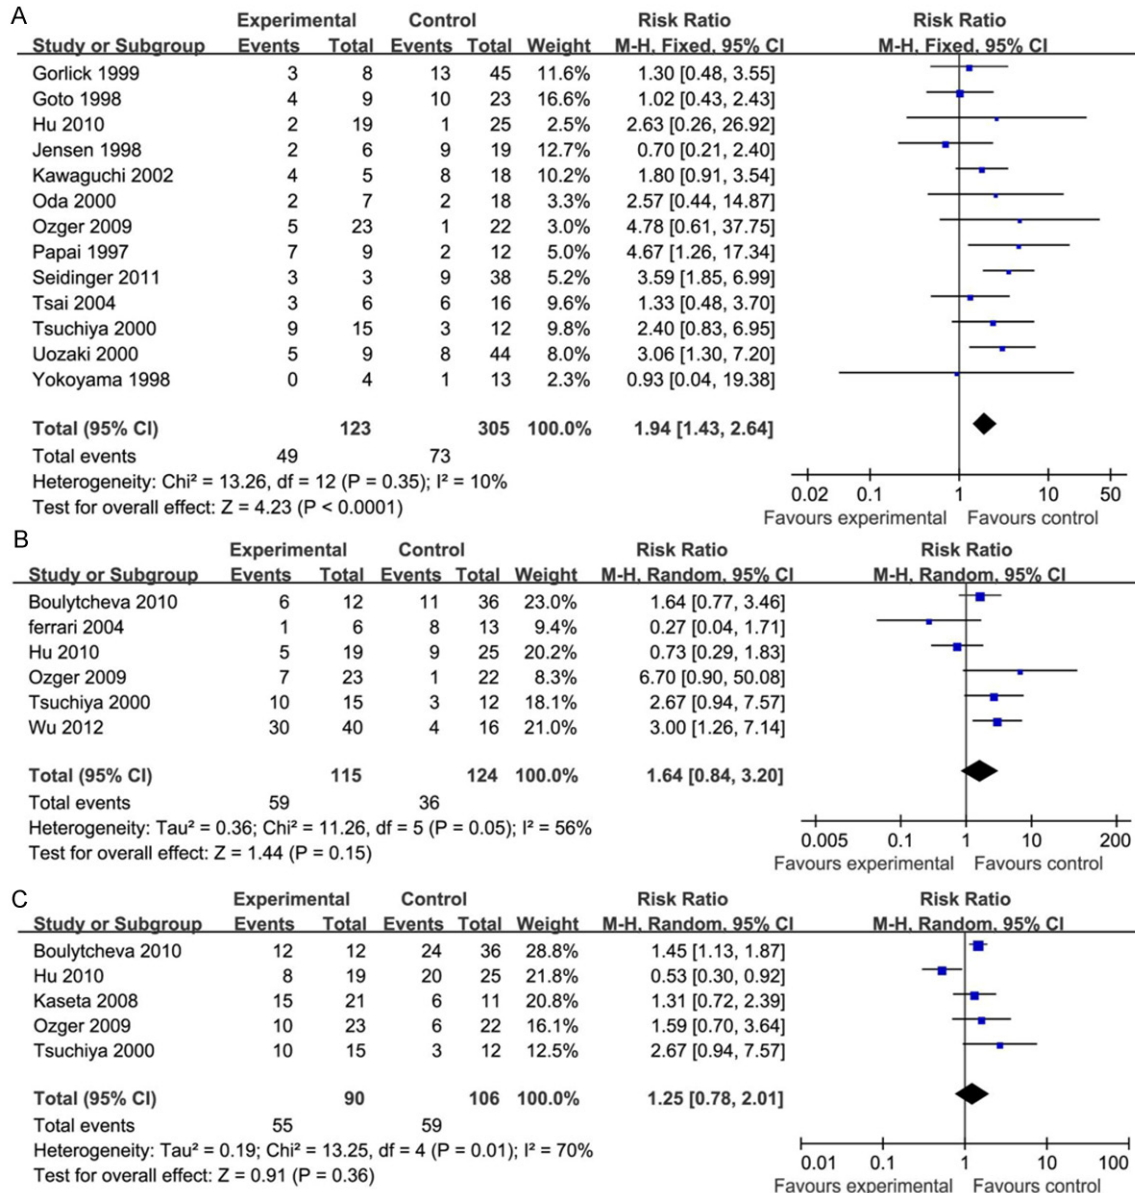 A
Experimental Control Risk Ratio Risk Ratio
Study or Subgroup Events Total Events Total Weight M-H, Fixed, 95% CI M-H, Fixed, 95% CI
Gorlick 1999 3 8 13 45 11.6% 1.30 [0.48, 3.55]
Goto 1998 4 9 10 23 16.6% 1.02 [0.43, 2.43]
Hu 2010 2 19 1 25 2.5% 2.63 [0.26, 26.92]
Jensen 1998 2 6 9 19 12.7% 0.70 [0.21, 2.40]
Kawaguchi 2002 4 5 8 18 10.2% 1.80 [0.91, 3.54]
Oda 2000 2 7 2 18 3.3% 2.57 [0.44, 14.87]
Ozger 2009 5 23 1 22 3.0% 4.78 [0.61, 37.75]
Papai 1997 7 9 2 12 5.0% 4.67 [1.26, 17.34]
Seidinger 2011 3 3 9 38 5.2% 3.59 [1.85, 6.99]
Tsai 2004 3 6 6 16 9.6% 1.33 [0.48, 3.70]
Tsuchiya 2000 9 15 3 12 9.8% 2.40 [0.83, 6.95]
Uozaki 2000 5 9 8 44 8.0% 3.06 [1.30, 7.20]
Yokoyama 1998 0 4 1 13 2.3% 0.93 [0.04, 19.38]
Total (95% CI) 123 305 100.0% 1.94 [1.43, 2.64]
Total events 49 73
Heterogeneity: Chi² = 13.26, df = 12 (P = 0.35); I² = 10%
Test for overall effect: Z = 4.23 (P < 0.0001)
0.02 0.1 1 10 50
Favours experimental Favours control
B
Experimental Control Risk Ratio Risk Ratio
Study or Subgroup Events Total Events Total Weight M-H, Random, 95% CI M-H, Random, 95% CI
Boulytcheva 2010 6 12 11 36 23.0% 1.64 [0.77, 3.46]
ferrari 2004 1 6 8 13 9.4% 0.27 [0.04, 1.71]
Hu 2010 5 19 9 25 20.2% 0.73 [0.29, 1.83]
Ozger 2009 7 23 1 22 8.3% 6.70 [0.90, 50.08]
Tsuchiya 2000 10 15 3 12 18.1% 2.67 [0.94, 7.57]
Wu 2012 30 40 4 16 21.0% 3.00 [1.26, 7.14]
Total (95% CI) 115 124 100.0% 1.64 [0.84, 3.20]
Total events 59 36
Heterogeneity: Tau² = 0.36; Chi² = 11.26, df = 5 (P = 0.05); I² = 56%
Test for overall effect: Z = 1.44 (P = 0.15)
0.005 0.1 1 10 200
Favours experimental Favours control
C
Experimental Control Risk Ratio Risk Ratio
Study or Subgroup Events Total Events Total Weight M-H, Random, 95% CI M-H, Random, 95% CI
Boulytcheva 2010 12 12 24 36 28.8% 1.45 [1.13, 1.87]
Hu 2010 8 19 20 25 21.8% 0.53 [0.30, 0.92]
Kaseta 2008 15 21 6 11 20.8% 1.31 [0.72, 2.39]
Ozger 2009 10 23 6 22 16.1% 1.59 [0.70, 3.64]
Tsuchiya 2000 10 15 3 12 12.5% 2.67 [0.94, 7.57]
Total (95% CI) 90 106 100.0% 1.25 [0.78, 2.01]
Total events 55 59
Heterogeneity: Tau² = 0.19; Chi² = 13.25, df = 4 (P = 0.01); I² = 70%
Test for overall effect: Z = 0.91 (P = 0.36)
0.01 0.1 1 10 100
Favours experimental Favours control